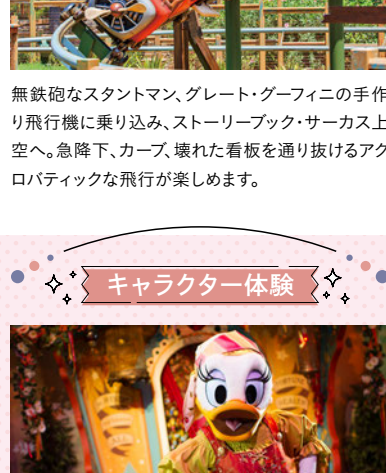 無鉄砲なスタントマン、グレート・グーフィニの手作
り飛行機に乗り込み、ストーリーブック・サーカス上
空へ。急降下、カーブ、壊れた看板を通り抜けるアク
ロバティックな飛行が楽しめます。
キャラクター体験